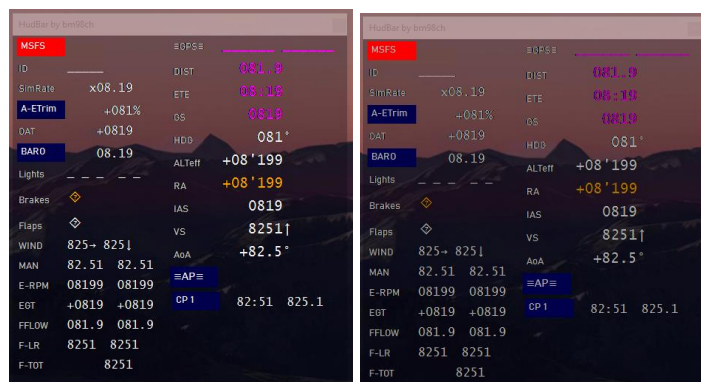 HudBar by bm98ch
MSFS
≡GPS≡
ID
DIST 081.9
SimRate x08.19
ETE 08:19
A-ETrim +081%
GS 0819
OAT +0819
HDG 081°
BARO 08.19
ALTeff +08'199
Lights _ _ _ _ _
RA +08'199
Brakes
IAS 0819
Flaps
VS 8251↑
WIND 825→ 825↓
AoA +82.5°
MAN 82.51 82.51
≡AP≡
E-RPM 08199 08199
EGT +0819 +0819
CP 1 82:51 825.1
FFLOW 081.9 081.9
F-LR 8251 8251
F-TOT 8251
HudBar by bm98ch
MSFS
≡GPS≡
ID
DIST 081.9
SimRate x08.19
ETE 08:19
A-ETrim +081%
GS 0819
OAT +0819
HDG 081°
BARO 08.19
ALTeff +08'199
Lights _ _ _ _ _
RA +08'199
Brakes
IAS 0819
Flaps
VS 8251↑
WIND 825→ 825↓
AoA +82.5°
MAN 82.51 82.51
≡AP≡
E-RPM 08199 08199
EGT +0819 +0819
CP 1 82:51 825.1
FFLOW 081.9 081.9
F-LR 8251 8251
F-TOT 8251